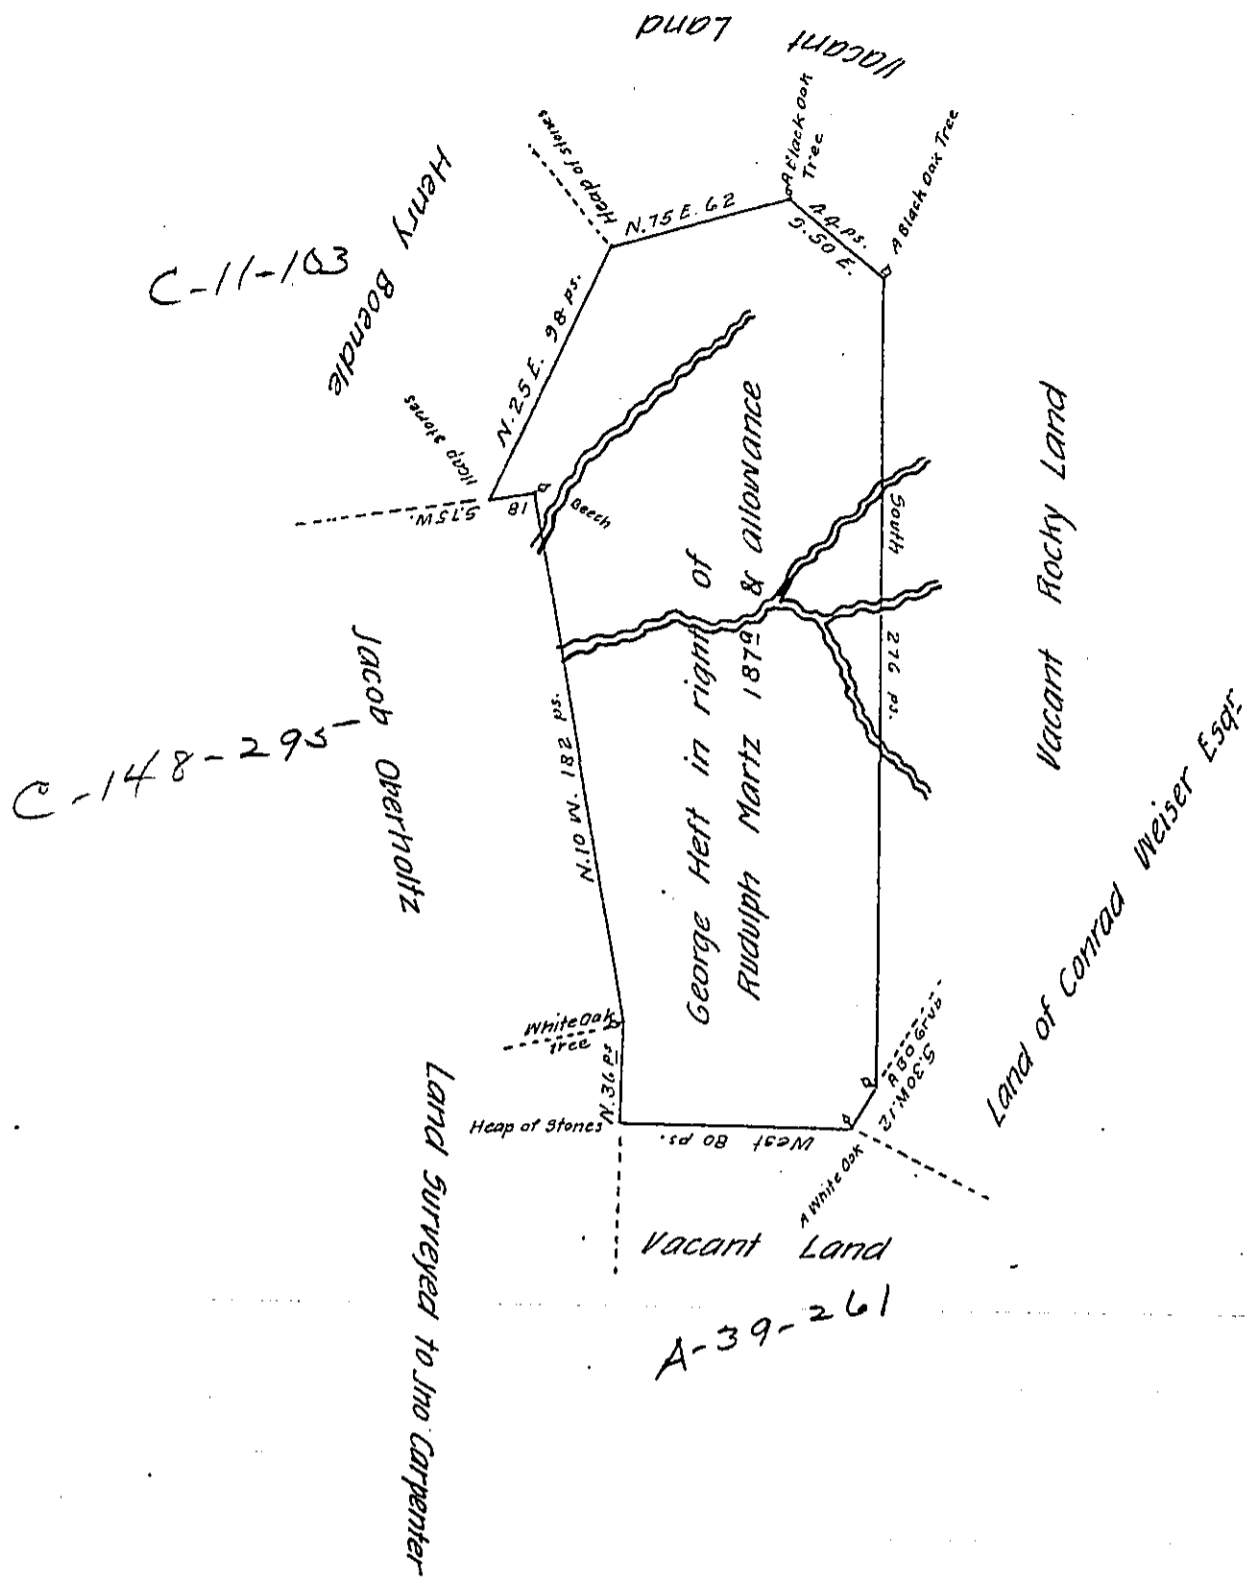 Vacant Land
Heap of stones
A Black Oak
Tree
A Black Oak Tree
N. 75 E. 62
S. 50 E.
44 ps.
Henry Boendle
C-11-103
N. 25 E. 98 ps.
Heap stones
S. 75 W.
18
Beech
South 276 ps.
Vacant Rocky Land
George Heft in right of
Rudulph Martz 187a & allowance
Jacob Overholtz
C-148-295
N. 10 W. 182 ps.
Land of Conrad Weiser Esqr.
White Oak
Tree
N. 36 ps
Heap of Stones
West 80 ps.
A B O Grub
S. 30 W. 12
A White Oak
Vacant Land
A-39-261
Land Surveyed to Jno Carpenter